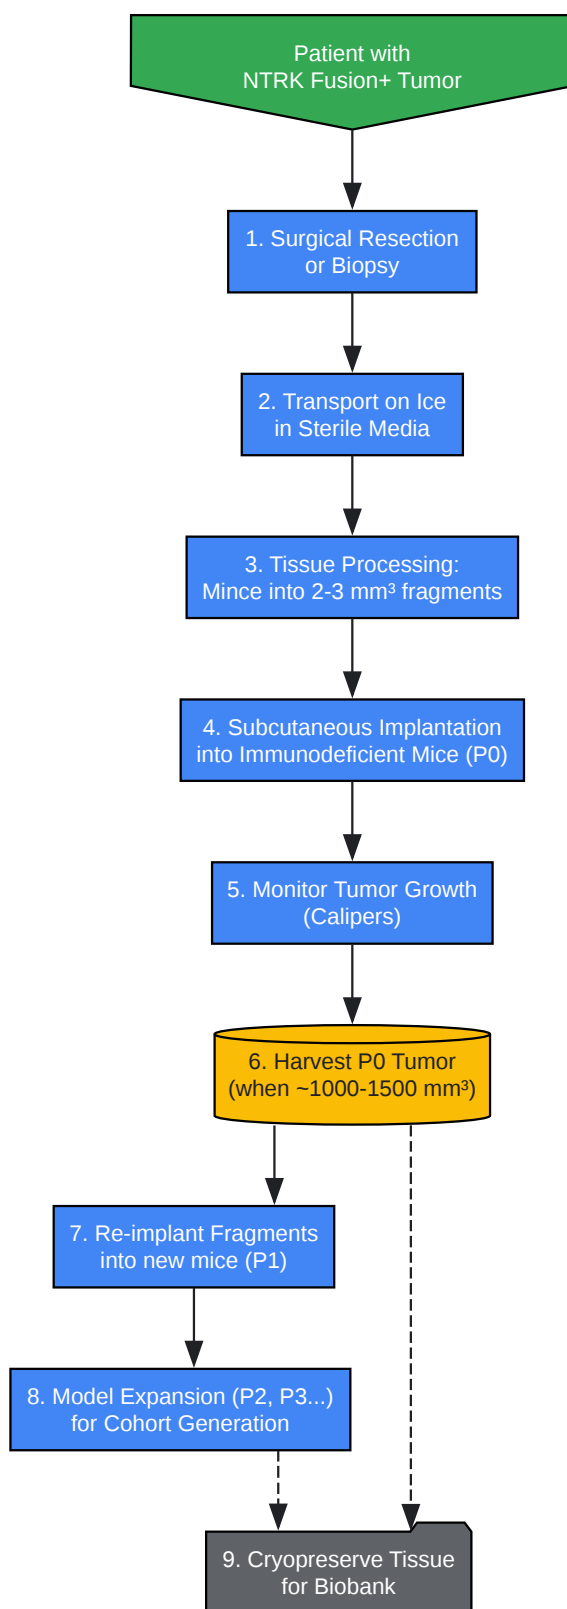 Patient with
NTRK Fusion+ Tumor
1. Surgical Resection
or Biopsy
2. Transport on Ice
in Sterile Media
3. Tissue Processing:
Mince into 2-3 mm³ fragments
4. Subcutaneous Implantation
into Immunodeficient Mice (P0)
5. Monitor Tumor Growth
(Calipers)
6. Harvest P0 Tumor
(when ~1000-1500 mm³)
7. Re-implant Fragments
into new mice (P1)
8. Model Expansion (P2, P3...)
for Cohort Generation
9. Cryopreserve Tissue
for Biobank